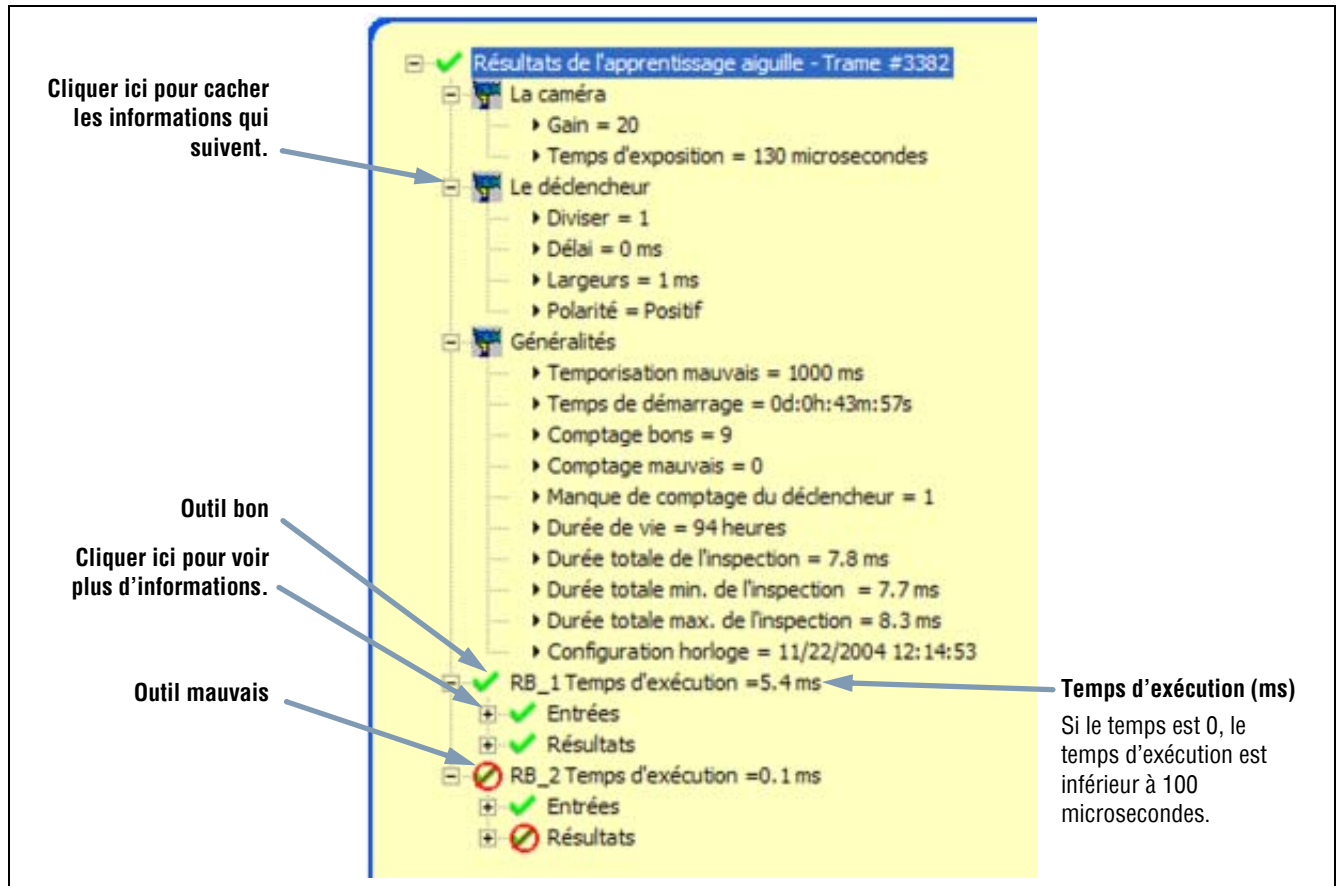 Résultats de l'apprentissage aiguille - Trame #3382
Cliquer ici pour cacher
les informations qui
suivent.
La caméra
Gain = 20
Temps d'exposition = 130 microsecondes
Le déclencheur
Diviser = 1
Délai = 0 ms
Largeurs = 1 ms
Polarité = Positif
Généralités
Temporisation mauvais = 1000 ms
Temps de démarrage = 0d:0h:43m:57s
Comptage bons = 9
Comptage mauvais = 0
Manque de comptage du déclencheur = 1
Durée de vie = 94 heures
Durée totale de l'inspection = 7.8 ms
Durée totale min. de l'inspection = 7.7 ms
Durée totale max. de l'inspection = 8.3 ms
Configuration horloge = 11/22/2004 12:14:53
Outil bon
Cliquer ici pour voir
plus d'informations.
Outil mauvais
RB_1 Temps d'exécution =5.4 ms
Entrées
Résultats
RB_2 Temps d'exécution =0.1 ms
Entrées
Résultats
Temps d'exécution (ms)
Si le temps est 0, le
temps d'exécution est
inférieur à 100
microsecondes.